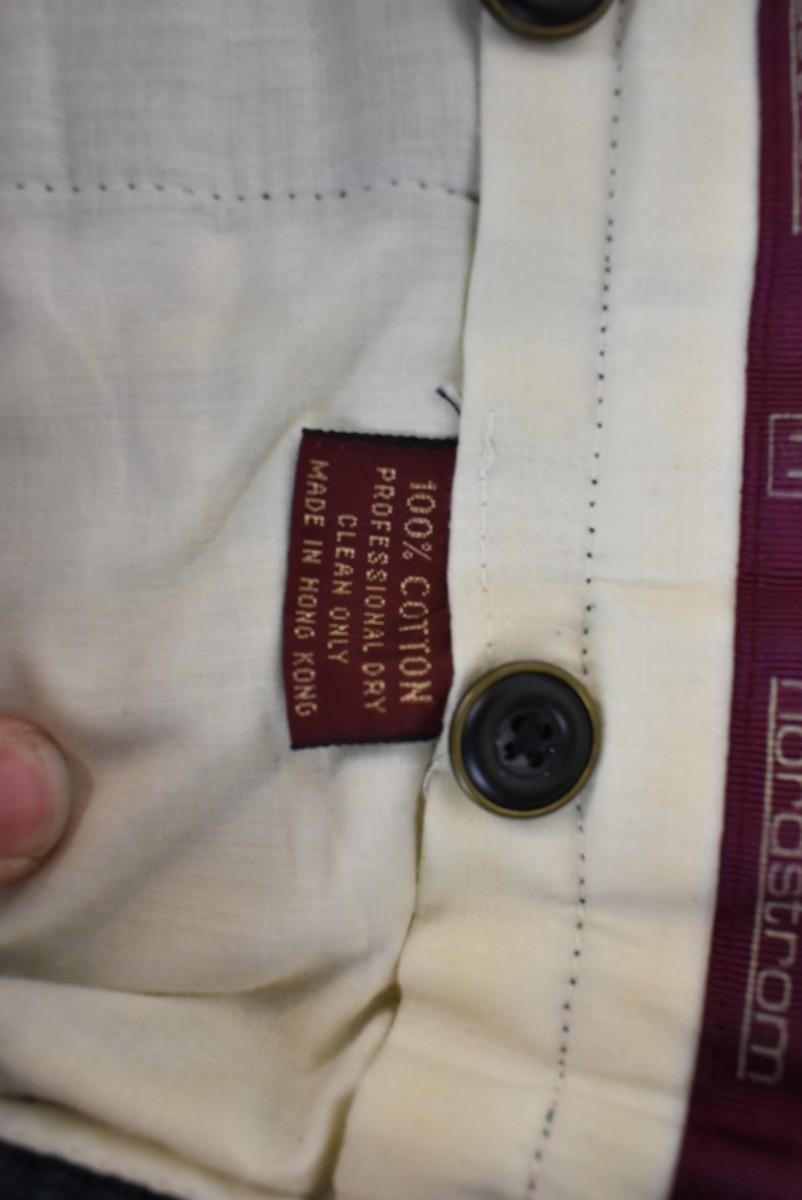 100% COTTON
PROFESSIONAL DRY
CLEAN ONLY
MADE IN HONG KONG
nordstrom